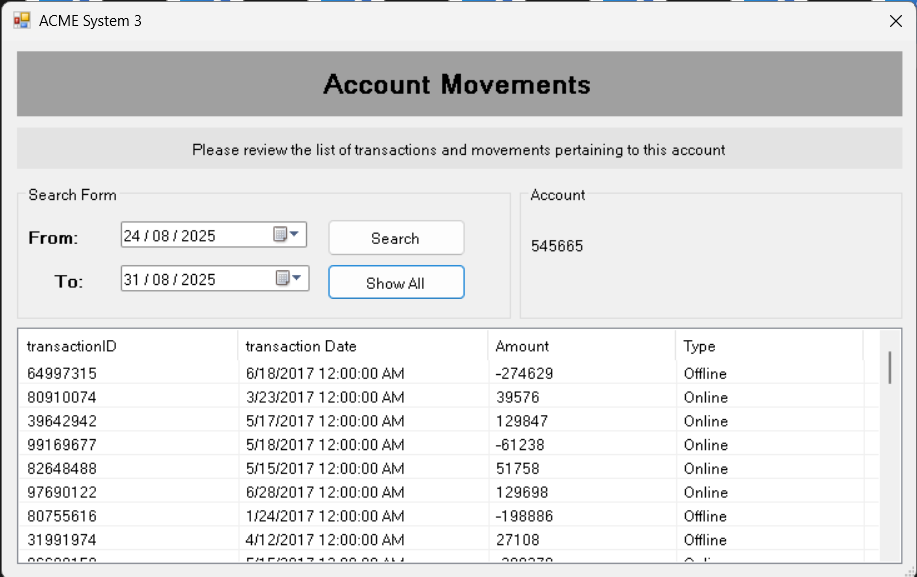 ACME System 3
Account Movements
Please review the list of transactions and movements pertaining to this account
Search Form
Account
From: 24 / 08 / 2025 Search
545665
To: 31 / 08 / 2025 Show All
transactionID transaction Date Amount Type
64997315 6/18/2017 12:00:00 AM -274629 Offline
80910074 3/23/2017 12:00:00 AM 39576 Online
39642942 5/17/2017 12:00:00 AM 129847 Online
99169677 5/18/2017 12:00:00 AM -61238 Online
82648488 5/15/2017 12:00:00 AM 51758 Online
97690122 6/28/2017 12:00:00 AM 129698 Online
80755616 1/24/2017 12:00:00 AM -198886 Offline
31991974 4/12/2017 12:00:00 AM 27108 Offline